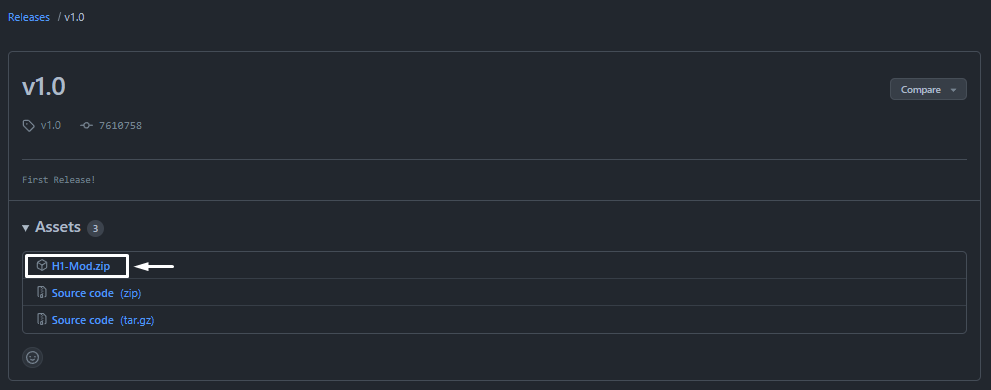 Releases / v1.0
v1.0
Compare
v1.0 7610758
First Release!
Assets 3
H1-Mod.zip
Source code (zip)
Source code (tar.gz)